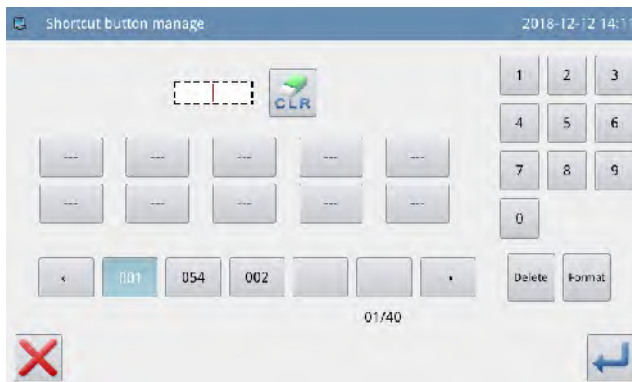 Shortcut button manage 2018-12-12 14:11
CLR
1 2 3
4 5 6
--- --- --- --- ---
7 8 9
--- --- --- --- ---
0
001 054 002
Delete Format
01/40